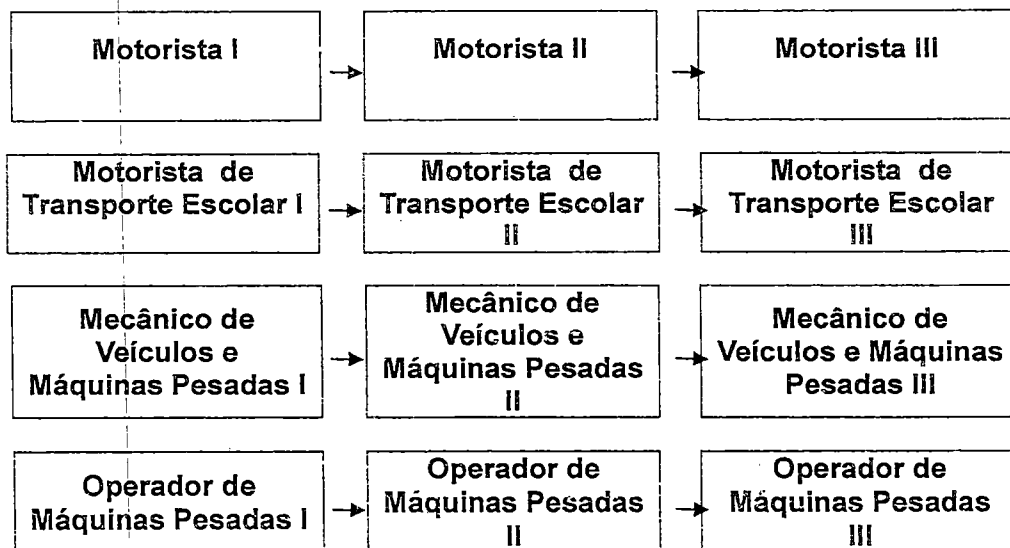 Motorista I
Motorista II
Motorista III
Motorista de
Transporte Escolar I
Motorista de
Transporte Escolar
II
Motorista de
Transporte Escolar
III
Mecânico de
Veículos e
Máquinas Pesadas I
Mecânico de
Veículos e
Máquinas Pesadas
II
Mecânico de
Veículos e Máquinas
Pesadas III
Operador de
Máquinas Pesadas I
Operador de
Máquinas Pesadas
II
Operador de
Máquinas Pesadas
III